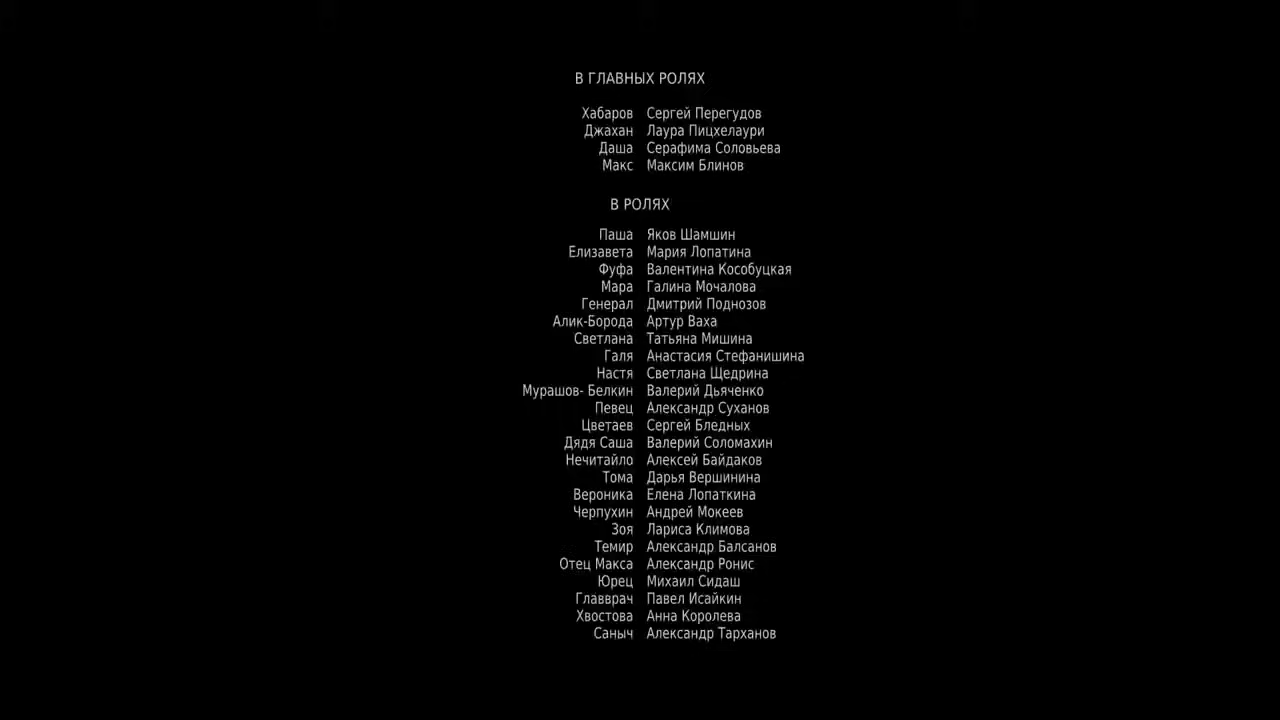 В ГЛАВНЫХ РОЛЯХ
Хабаров Сергей Перегудов
Джахан Лаура Пицхелаури
Даша Серафима Соловьева
Макс Максим Блинов
В РОЛЯХ
Паша Яков Шамшин
Елизавета Мария Лопатина
Фуфа Валентина Кособуцкая
Мара Галина Мочалова
Генерал Дмитрий Поднозов
Алик-Борода Артур Ваха
Светлана Татьяна Мишина
Галя Анастасия Стефанишина
Настя Светлана Щедрина
Мурашов- Белкин Валерий Дьяченко
Певец Александр Суханов
Цветаев Сергей Бледных
Дядя Саша Валерий Соломахин
Нечитайло Алексей Байдаков
Тома Дарья Вершинина
Вероника Елена Лопаткина
Черпухин Андрей Мокеев
Зоя Лариса Климова
Темир Александр Балсанов
Отец Макса Александр Ронис
Юрец Михаил Сидаш
Главврач Павел Исайкин
Хвостова Анна Королева
Саныч Александр Тарханов